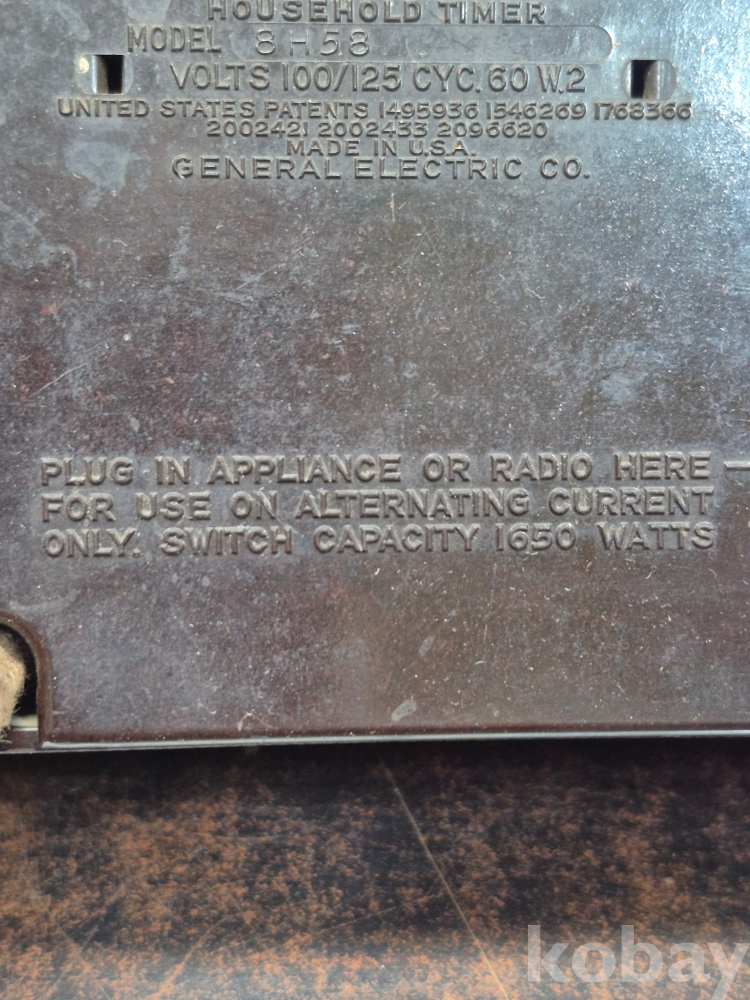 HOUSEHOLD TIMER
MODEL 8H58
VOLTS 100/125 CYC. 60 W.2
UNITED STATES PATENTS 1495936 1546269 1768366
2002421 2002433 2096620
MADE IN U.S.A.
GENERAL ELECTRIC CO.
PLUG IN APPLIANCE OR RADIO HERE
FOR USE ON ALTERNATING CURRENT
ONLY. SWITCH CAPACITY 1650 WATTS
kobay